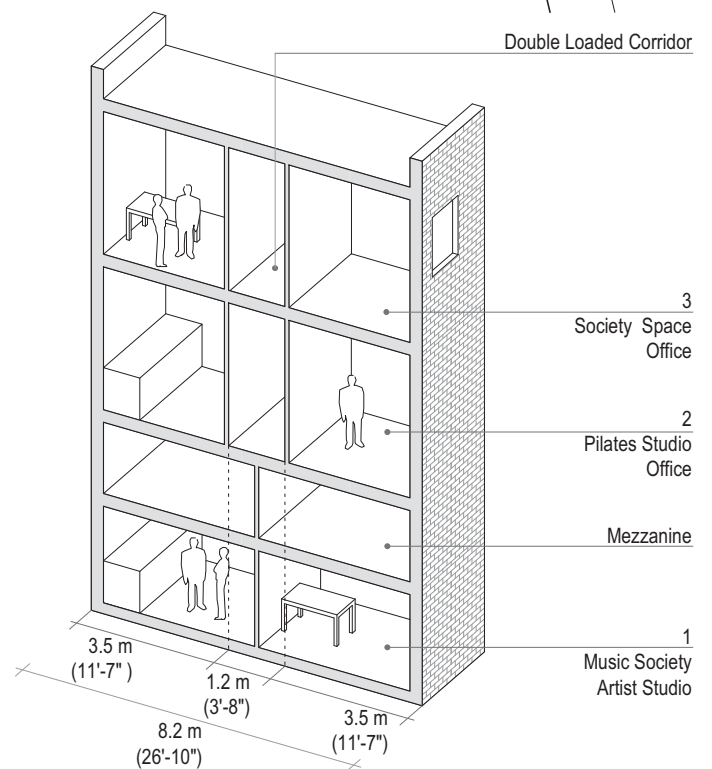 Double Loaded Corridor
3
Society Space
Office
2
Pilates Studio
Office
Mezzanine
1
Music Society
Artist Studio
3.5 m
(11'-7" )
1.2 m
(3'-8")
3.5 m
(11'-7")
8.2 m
(26'-10")